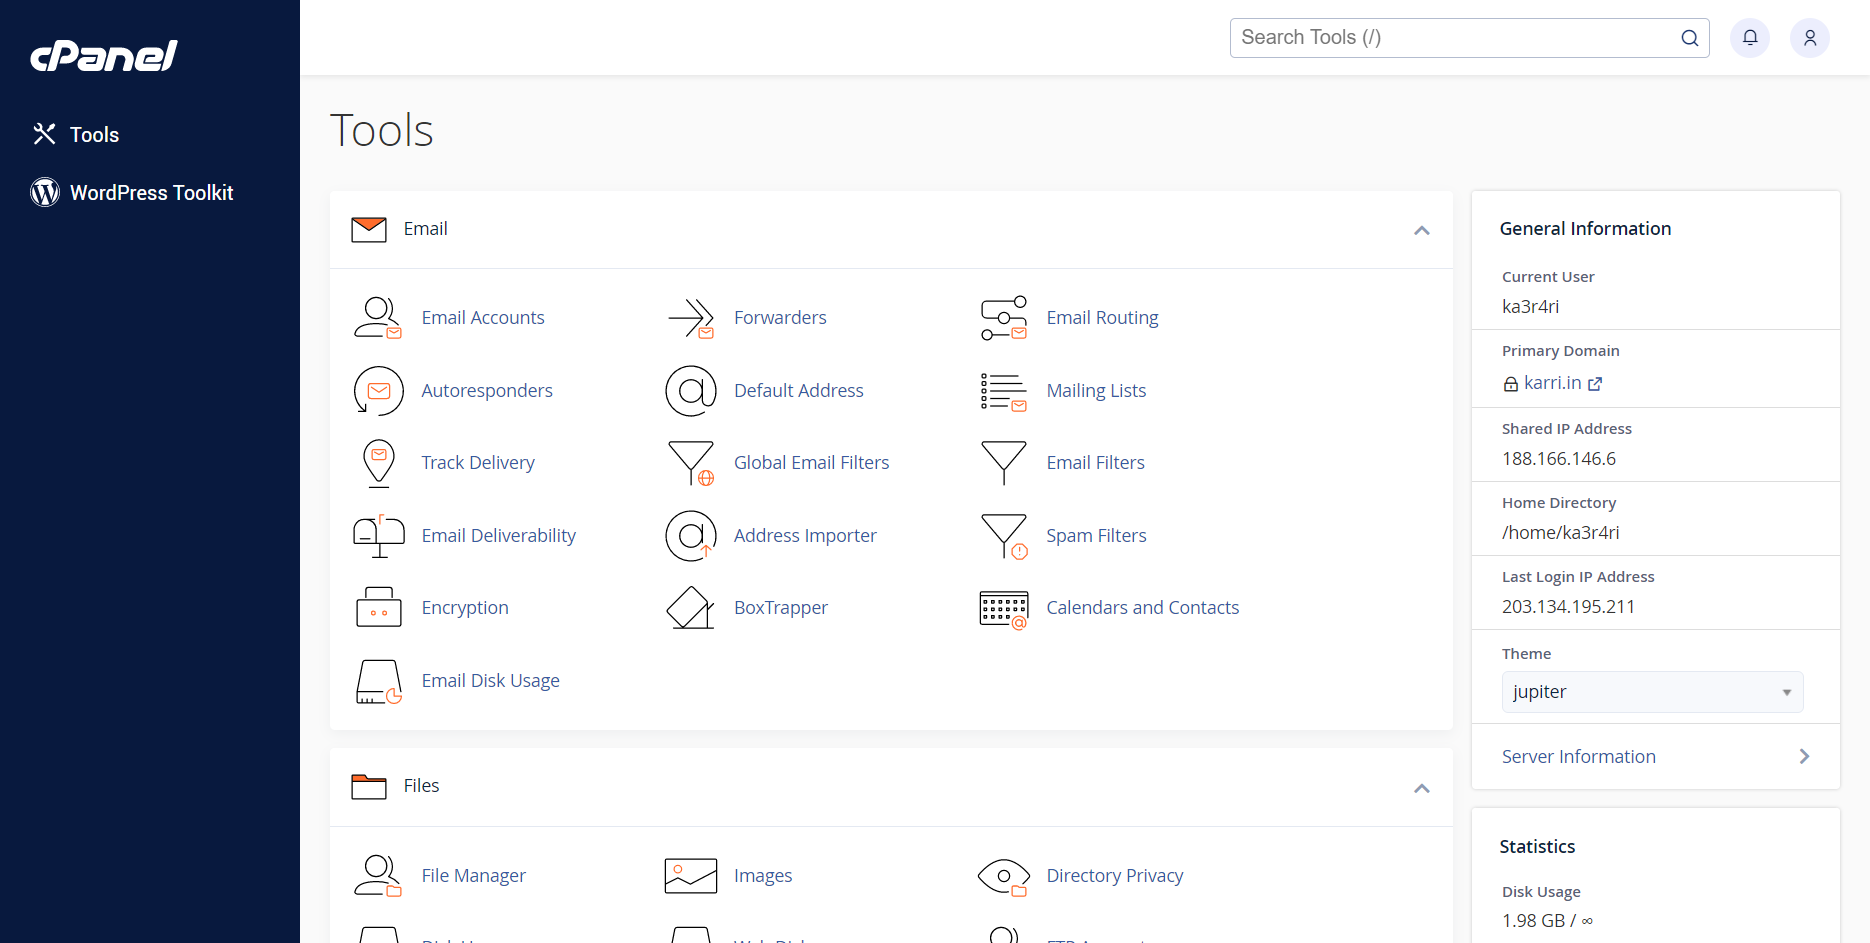 cPanel
Search Tools (/)
Tools
WordPress Toolkit
Tools
Email
Email Accounts
Forwarders
Email Routing
Autoresponders
Default Address
Mailing Lists
Track Delivery
Global Email Filters
Email Filters
Email Deliverability
Address Importer
Spam Filters
Encryption
BoxTrapper
Calendars and Contacts
Email Disk Usage
Files
File Manager
Images
Directory Privacy
General Information
Current User
ka3r4ri
Primary Domain
karri.in
Shared IP Address
188.166.146.6
Home Directory
/home/ka3r4ri
Last Login IP Address
203.134.195.211
Theme
jupiter
Server Information
Statistics
Disk Usage
1.98 GB / ∞